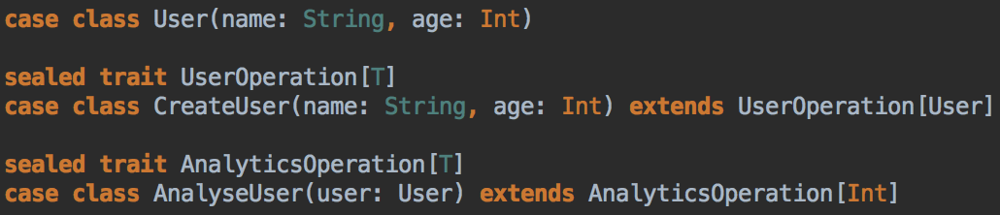 case class User(name: String, age: Int)
sealed trait UserOperation[T]
case class CreateUser(name: String, age: Int) extends UserOperation[User]
sealed trait AnalyticsOperation[T]
case class AnalyseUser(user: User) extends AnalyticsOperation[Int]